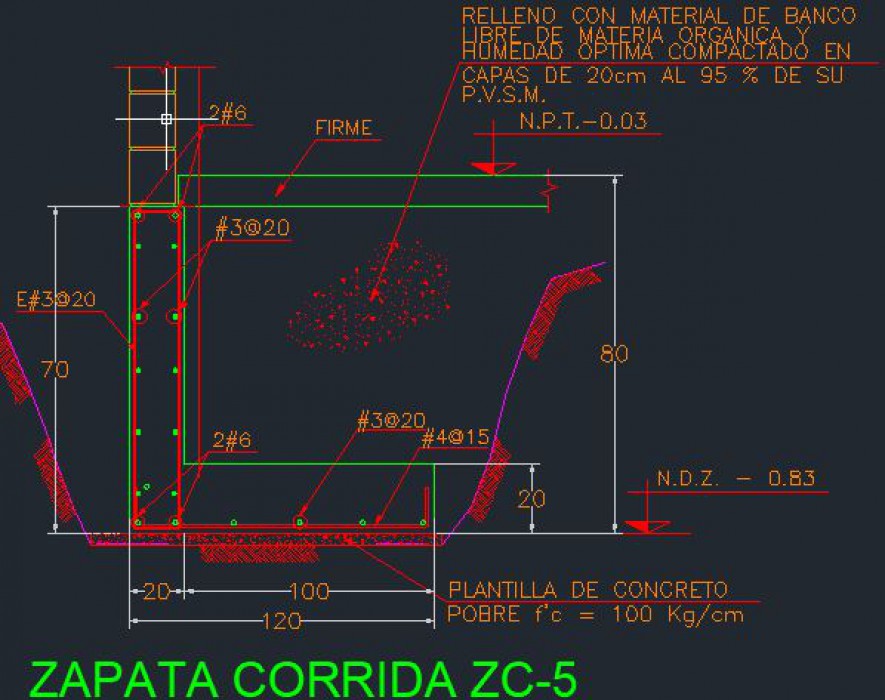 RELLENO CON MATERIAL DE BANCO
LIBRE DE MATERIA ORGANICA Y
HUMEDAD OPTIMA COMPACTADO EN
CAPAS DE 20cm AL 95 % DE SU
P.V.S.M.
2#6
FIRME
N.P.T.-0.03
#3@20
E#3@20
70
80
#3@20
2#6
#4@15
N.D.Z. - 0.83
20
20
100
120
PLANTILLA DE CONCRETO
POBRE f'c = 100 Kg/cm
ZAPATA CORRIDA ZC-5